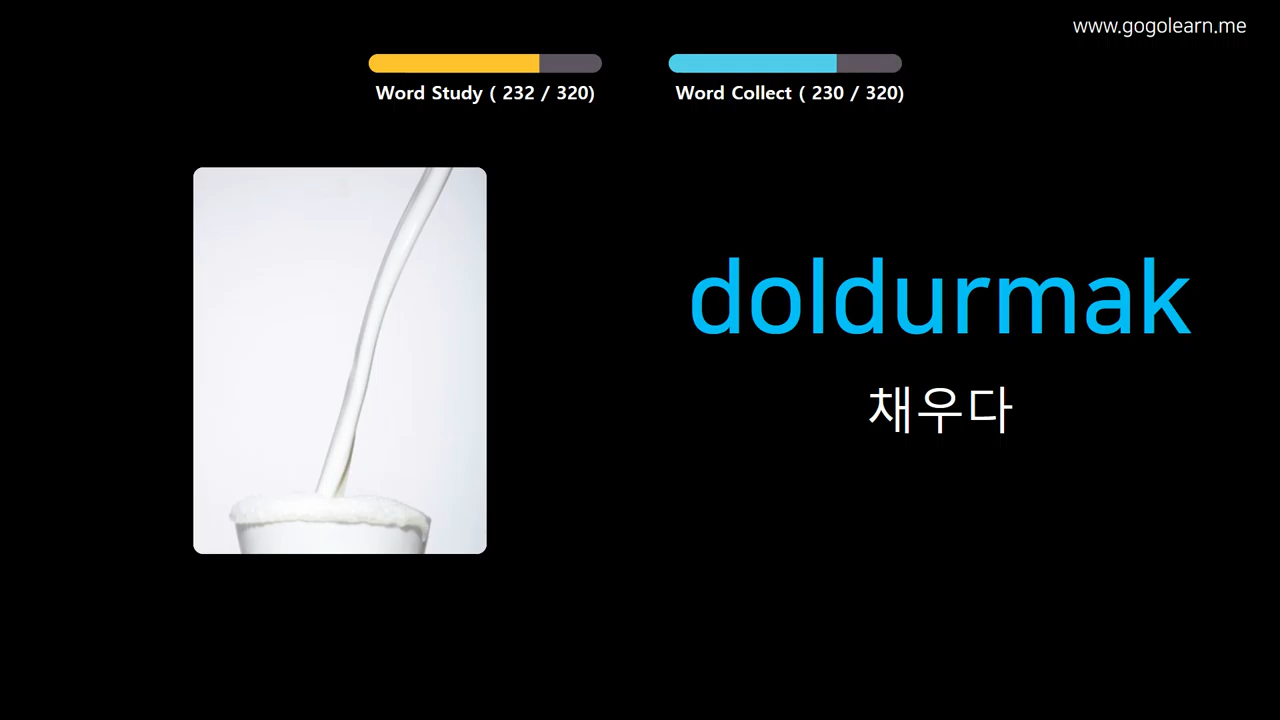 www.gogolearn.me
Word Study ( 232 / 320)
Word Collect ( 230 / 320)
doldurmak
채우다